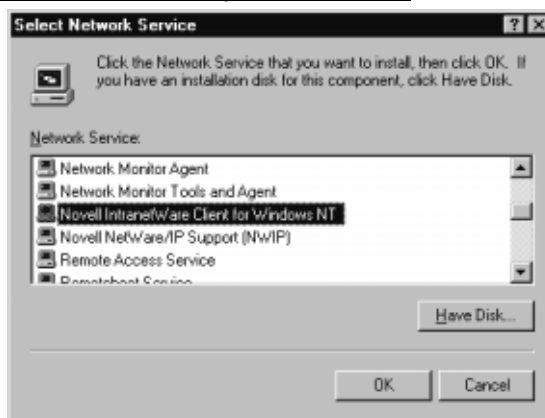 Select Network Service
Click the Network Service that you want to install, then click OK. If
you have an installation disk for this component, click Have Disk.
Network Service:
Network Monitor Agent
Network Monitor Tools and Agent
Novell IntranetWare Client for Windows NT
Novell NetWare/IP Support (NWIP)
Remote Access Service
Remoteboot Service
Have Disk...
OK
Cancel